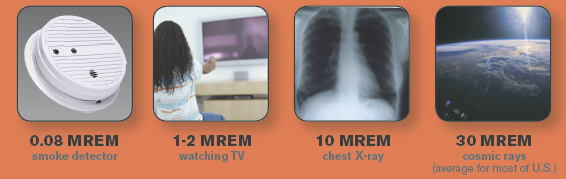 0.08 MREM
smoke detector
1-2 MREM
watching TV
10 MREM
chest X-ray
30 MREM
cosmic rays
(average for most of U.S.)